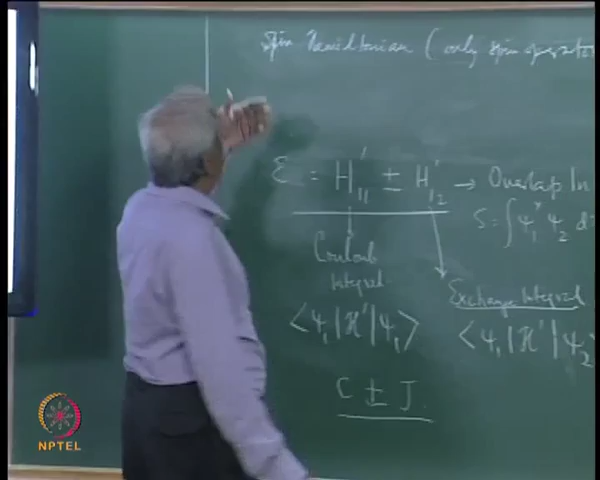 Spin Hamiltonian (only spin operator
ε = H'₁₁ ± H'₁₂ → Overlap In
S = ∫ ψ₁* ψ₂ d
Coulomb
integral
Exchange Integral
<ψ₁|ℋ'|ψ₁>
<ψ₁|ℋ'|ψ₂
C ± J
NPTEL